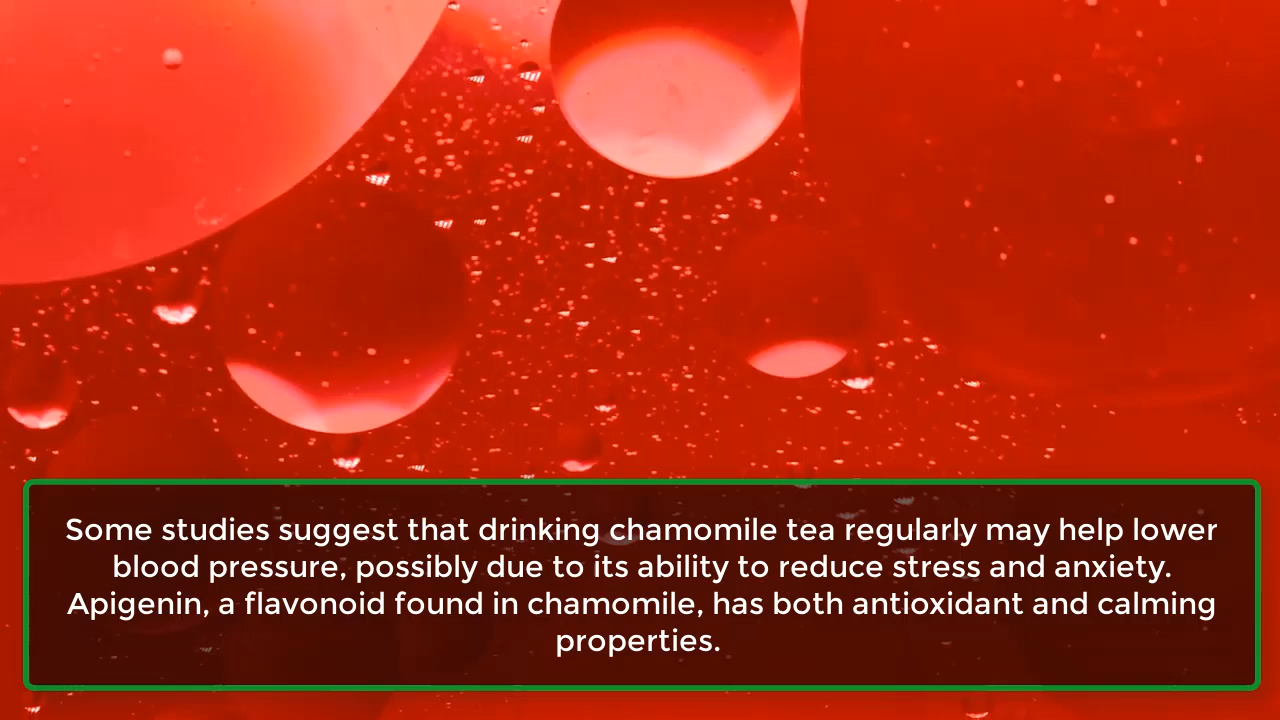 Some studies suggest that drinking chamomile tea regularly may help lower
blood pressure, possibly due to its ability to reduce stress and anxiety.
Apigenin, a flavonoid found in chamomile, has both antioxidant and calming
properties.